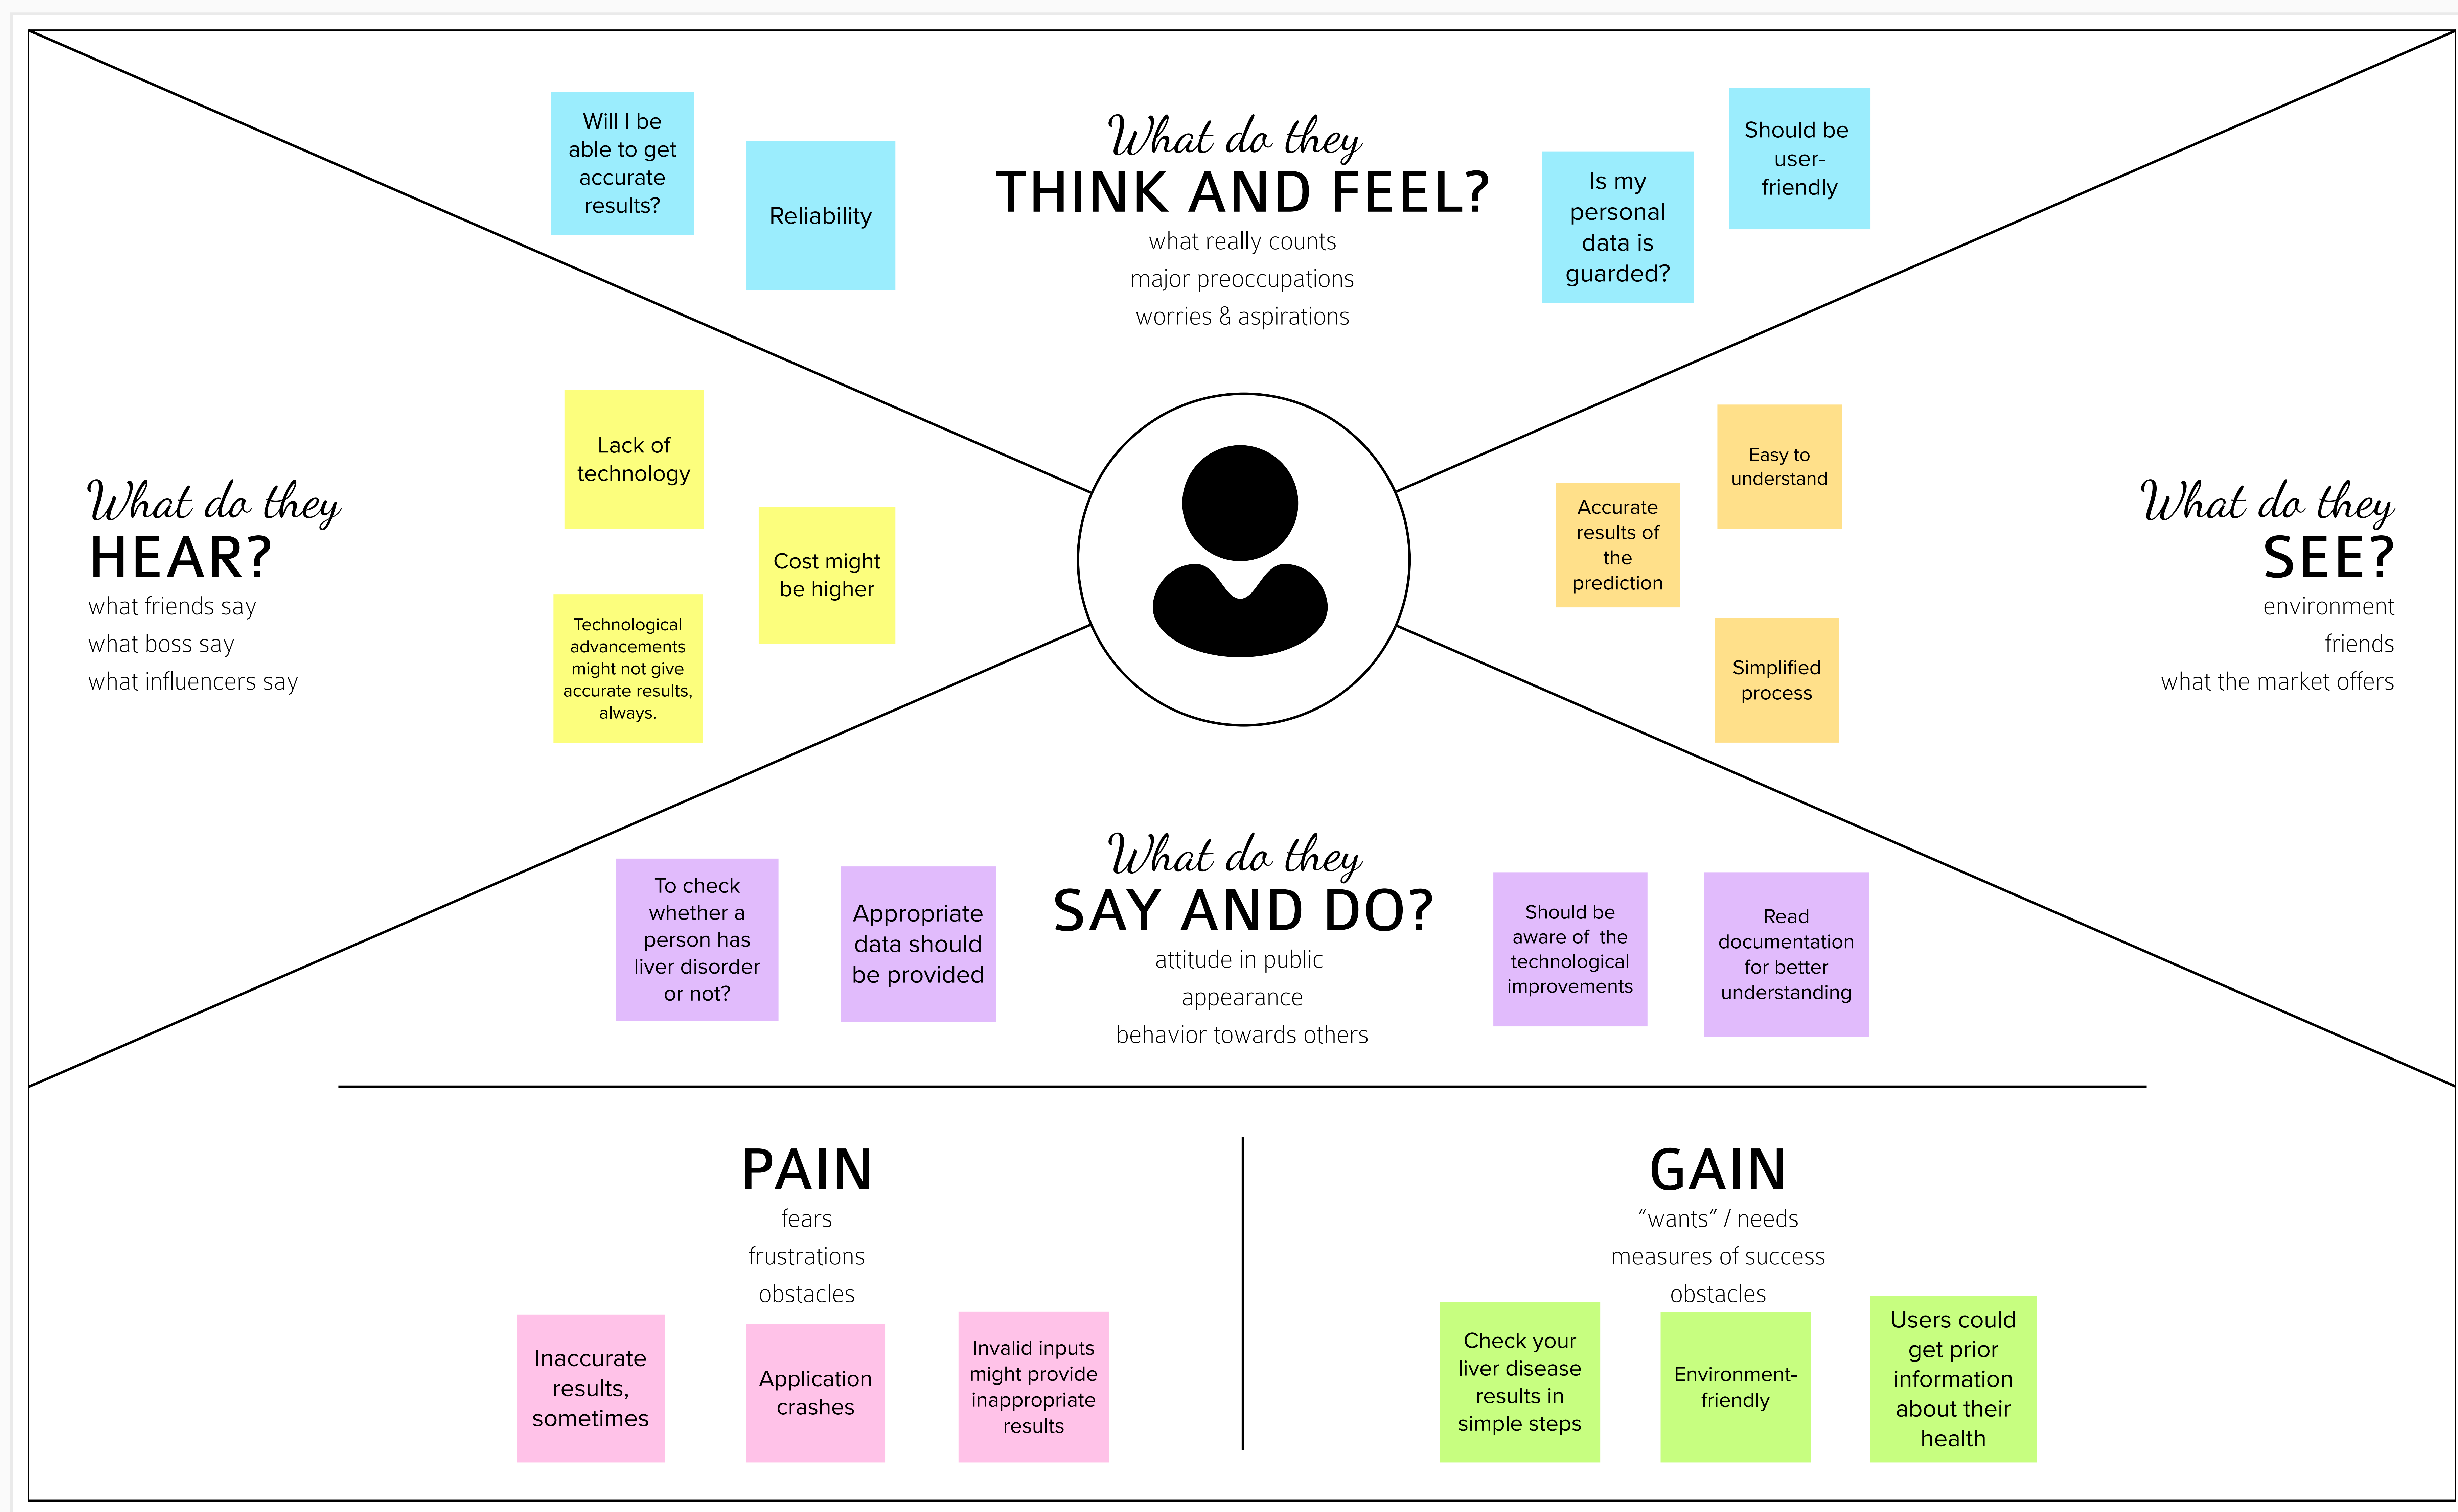 Will I be
able to get
accurate
results?
Reliability
What do they
THINK AND FEEL?
what really counts
major preoccupations
worries & aspirations
Is my
personal
data is
guarded?
Should be
user-
friendly
What do they
HEAR?
what friends say
what boss say
what influencers say
Lack of
technology
Cost might
be higher
Technological
advancements
might not give
accurate results,
always.
Accurate
results of
the
prediction
Easy to
understand
Simplified
process
What do they
SEE?
environment
friends
what the market offers
To check
whether a
person has
liver disorder
or not?
Appropriate
data should
be provided
What do they
SAY AND DO?
attitude in public
appearance
behavior towards others
Should be
aware of the
technological
improvements
Read
documentation
for better
understanding
PAIN
fears
frustrations
obstacles
Inaccurate
results,
sometimes
Application
crashes
Invalid inputs
might provide
inappropriate
results
GAIN
“wants” / needs
measures of success
obstacles
Check your
liver disease
results in
simple steps
Environment-
friendly
Users could
get prior
information
about their
health